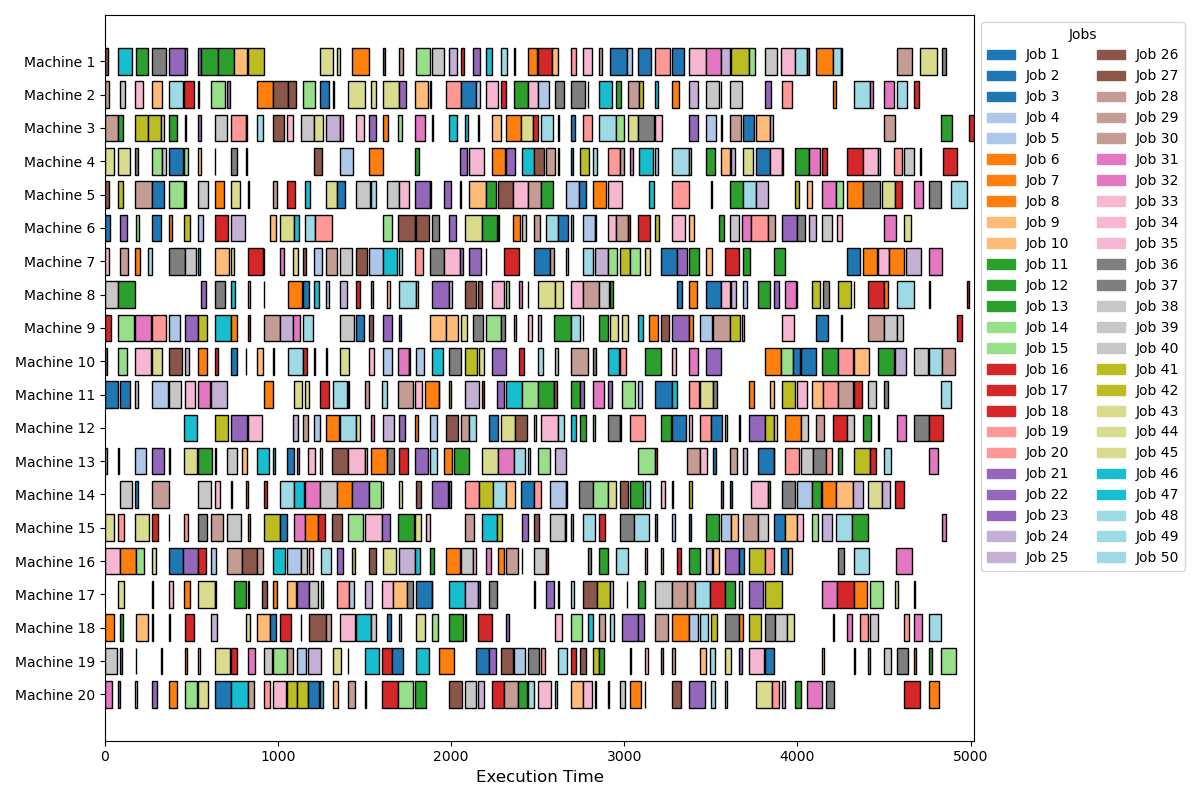 Machine 1
Machine 2
Machine 3
Machine 4
Machine 5
Machine 6
Machine 7
Machine 8
Machine 9
Machine 10
Machine 11
Machine 12
Machine 13
Machine 14
Machine 15
Machine 16
Machine 17
Machine 18
Machine 19
Machine 20
0 1000 2000 3000 4000 5000
Execution Time
Jobs
Job 1
Job 2
Job 3
Job 4
Job 5
Job 6
Job 7
Job 8
Job 9
Job 10
Job 11
Job 12
Job 13
Job 14
Job 15
Job 16
Job 17
Job 18
Job 19
Job 20
Job 21
Job 22
Job 23
Job 24
Job 25
Job 26
Job 27
Job 28
Job 29
Job 30
Job 31
Job 32
Job 33
Job 34
Job 35
Job 36
Job 37
Job 38
Job 39
Job 40
Job 41
Job 42
Job 43
Job 44
Job 45
Job 46
Job 47
Job 48
Job 49
Job 50